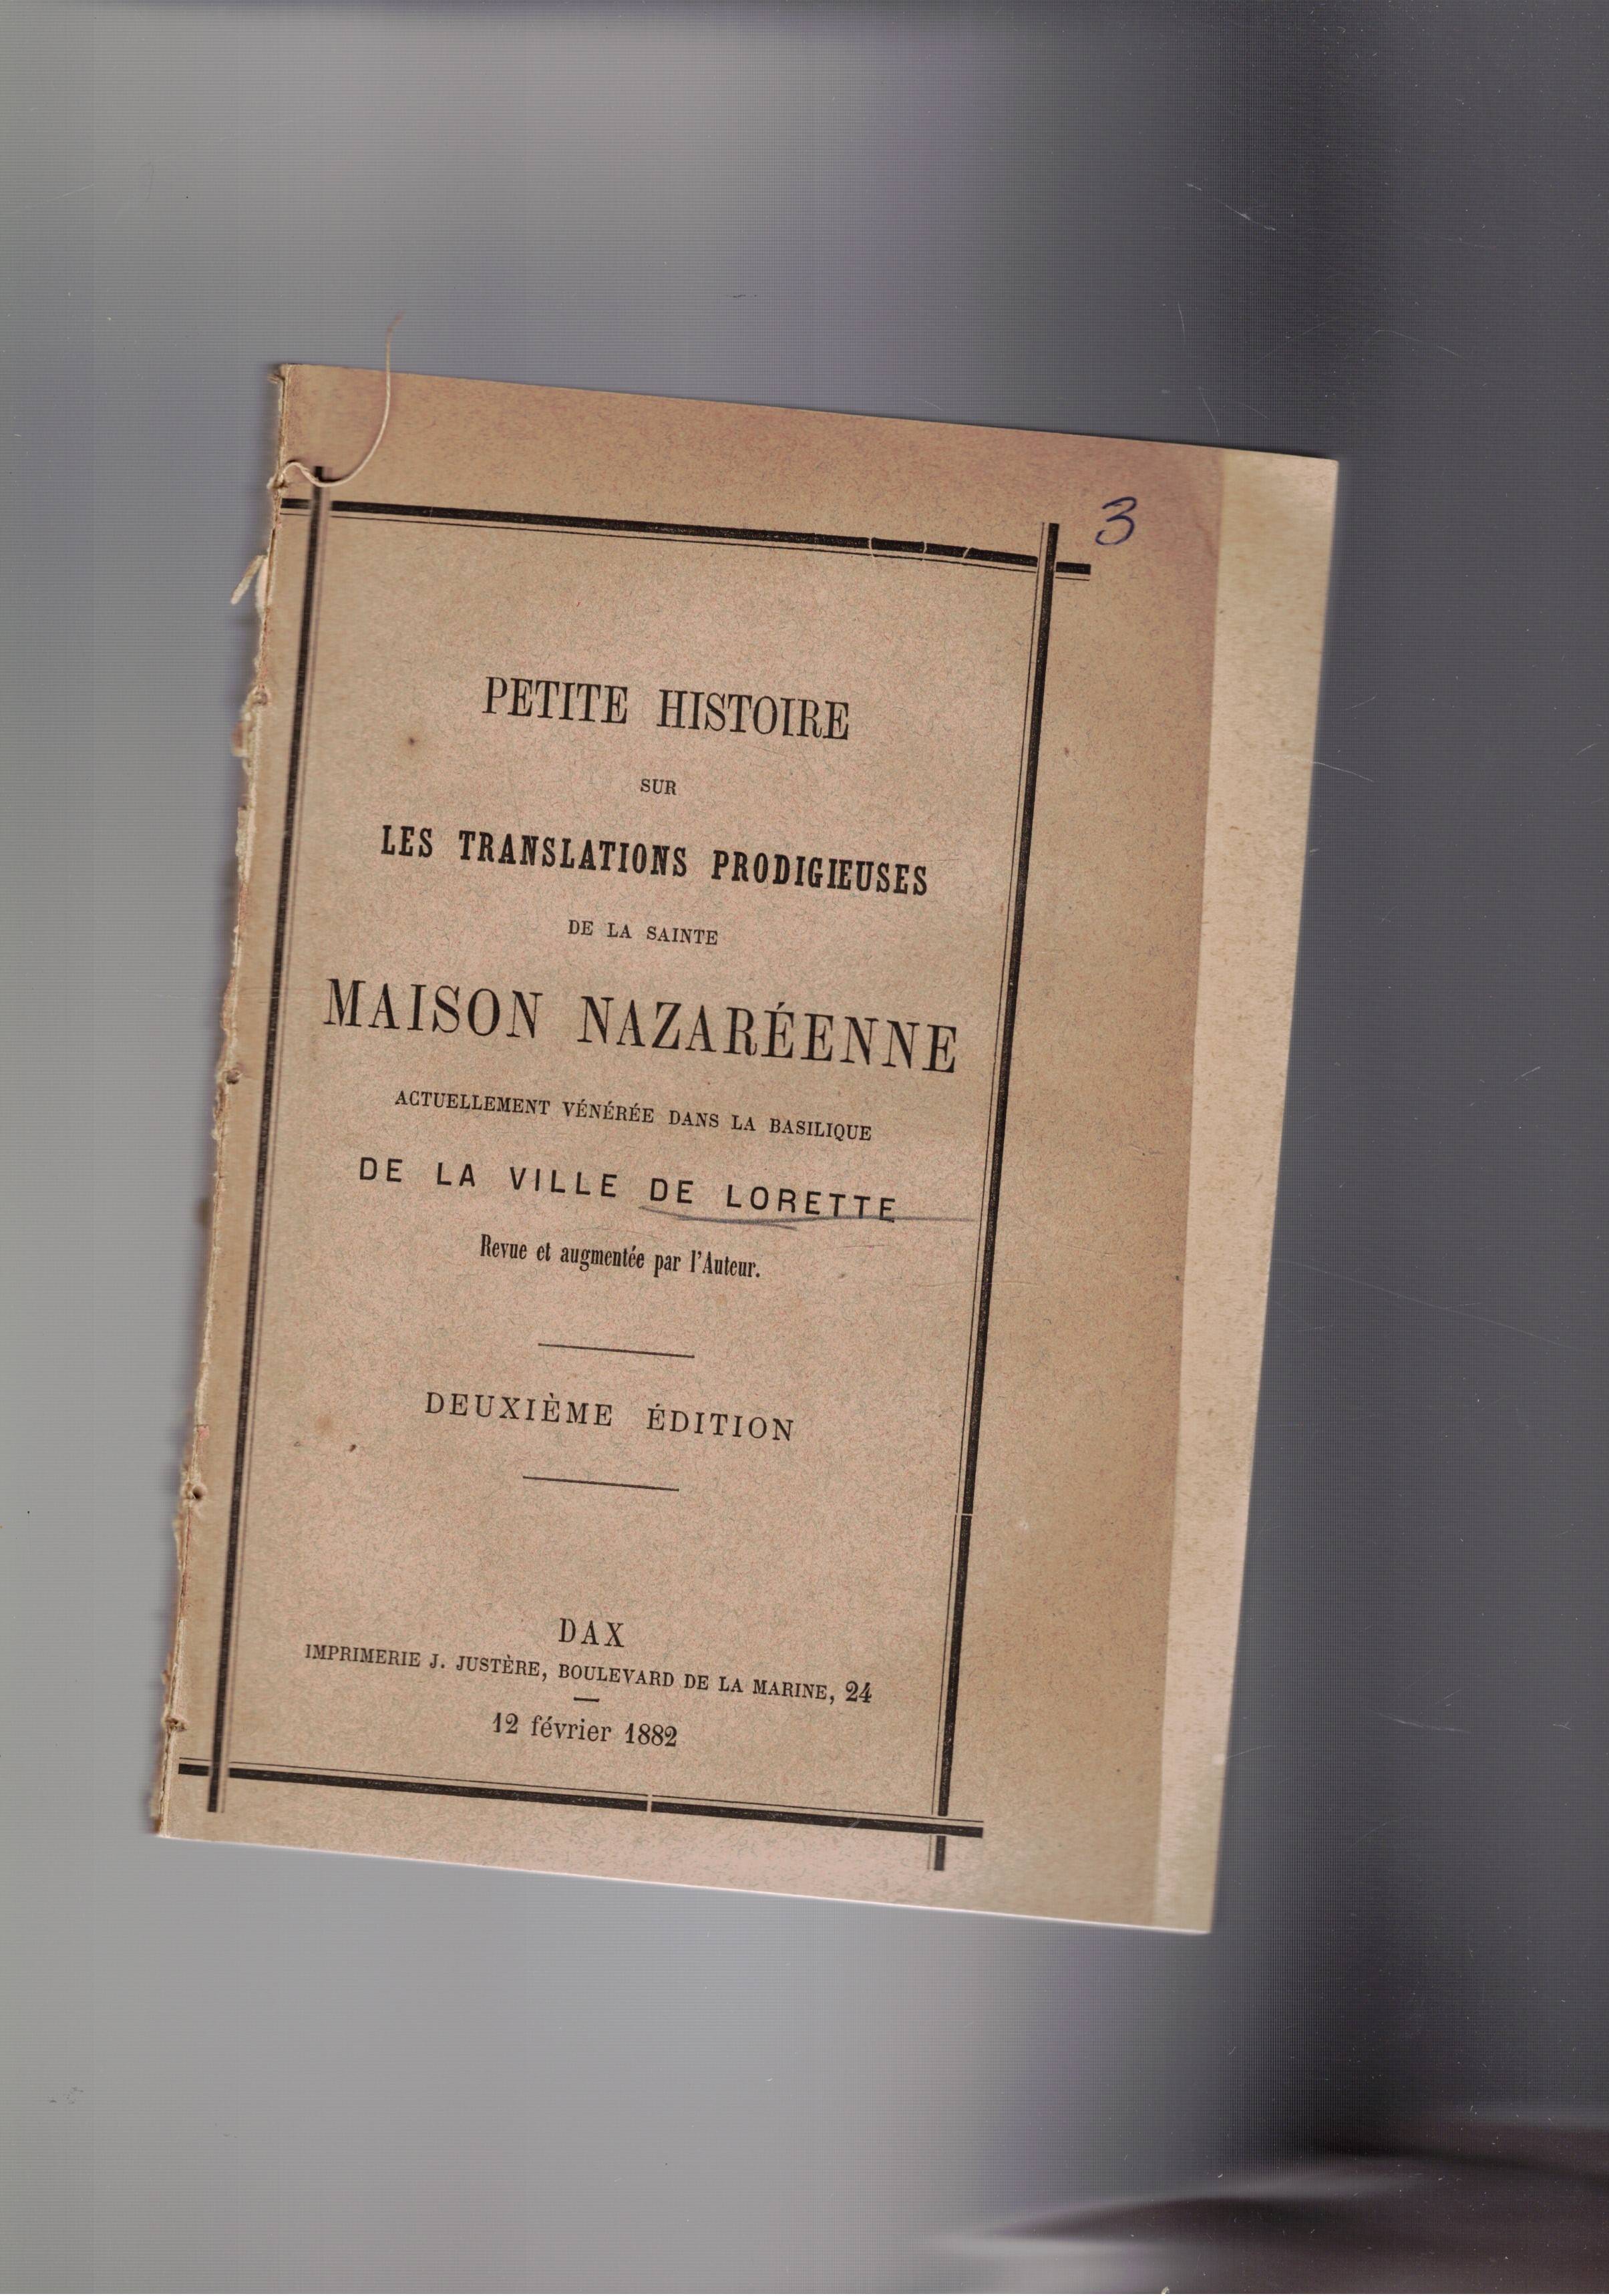 3
PETITE HISTOIRE
SUR
LES TRANSLATIONS PRODIGIEUSES
DE LA SAINTE
MAISON NAZARÉENNE
ACTUELLEMENT VÉNÉRÉE DANS LA BASILIQUE
DE LA VILLE DE LORETTE
Revue et augmentée par l'Auteur.
DEUXIÈME ÉDITION
DAX
IMPRIMERIE J. JUSTÈRE, BOULEVARD DE LA MARINE, 24
12 février 1882